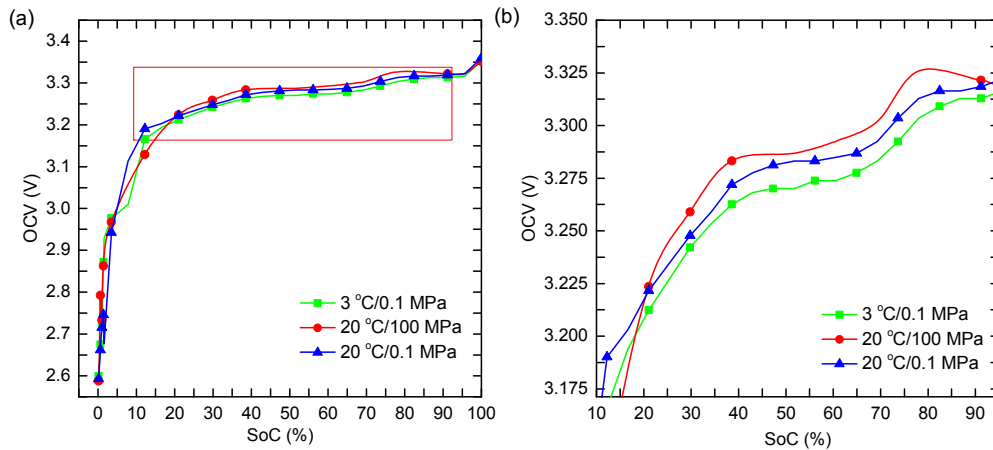 (a)
3.4
3.3
3.2
3.1
3.0
2.9
2.8
2.7
2.6
OCV (V)
3 °C/0.1 MPa
20 °C/100 MPa
20 °C/0.1 MPa
0 10 20 30 40 50 60 70 80 90 100
SoC (%)
(b)
3.350
3.325
3.300
3.275
3.250
3.225
3.200
3.175
OCV (V)
3 °C/0.1 MPa
20 °C/100 MPa
20 °C/0.1 MPa
10 20 30 40 50 60 70 80 90
SoC (%)